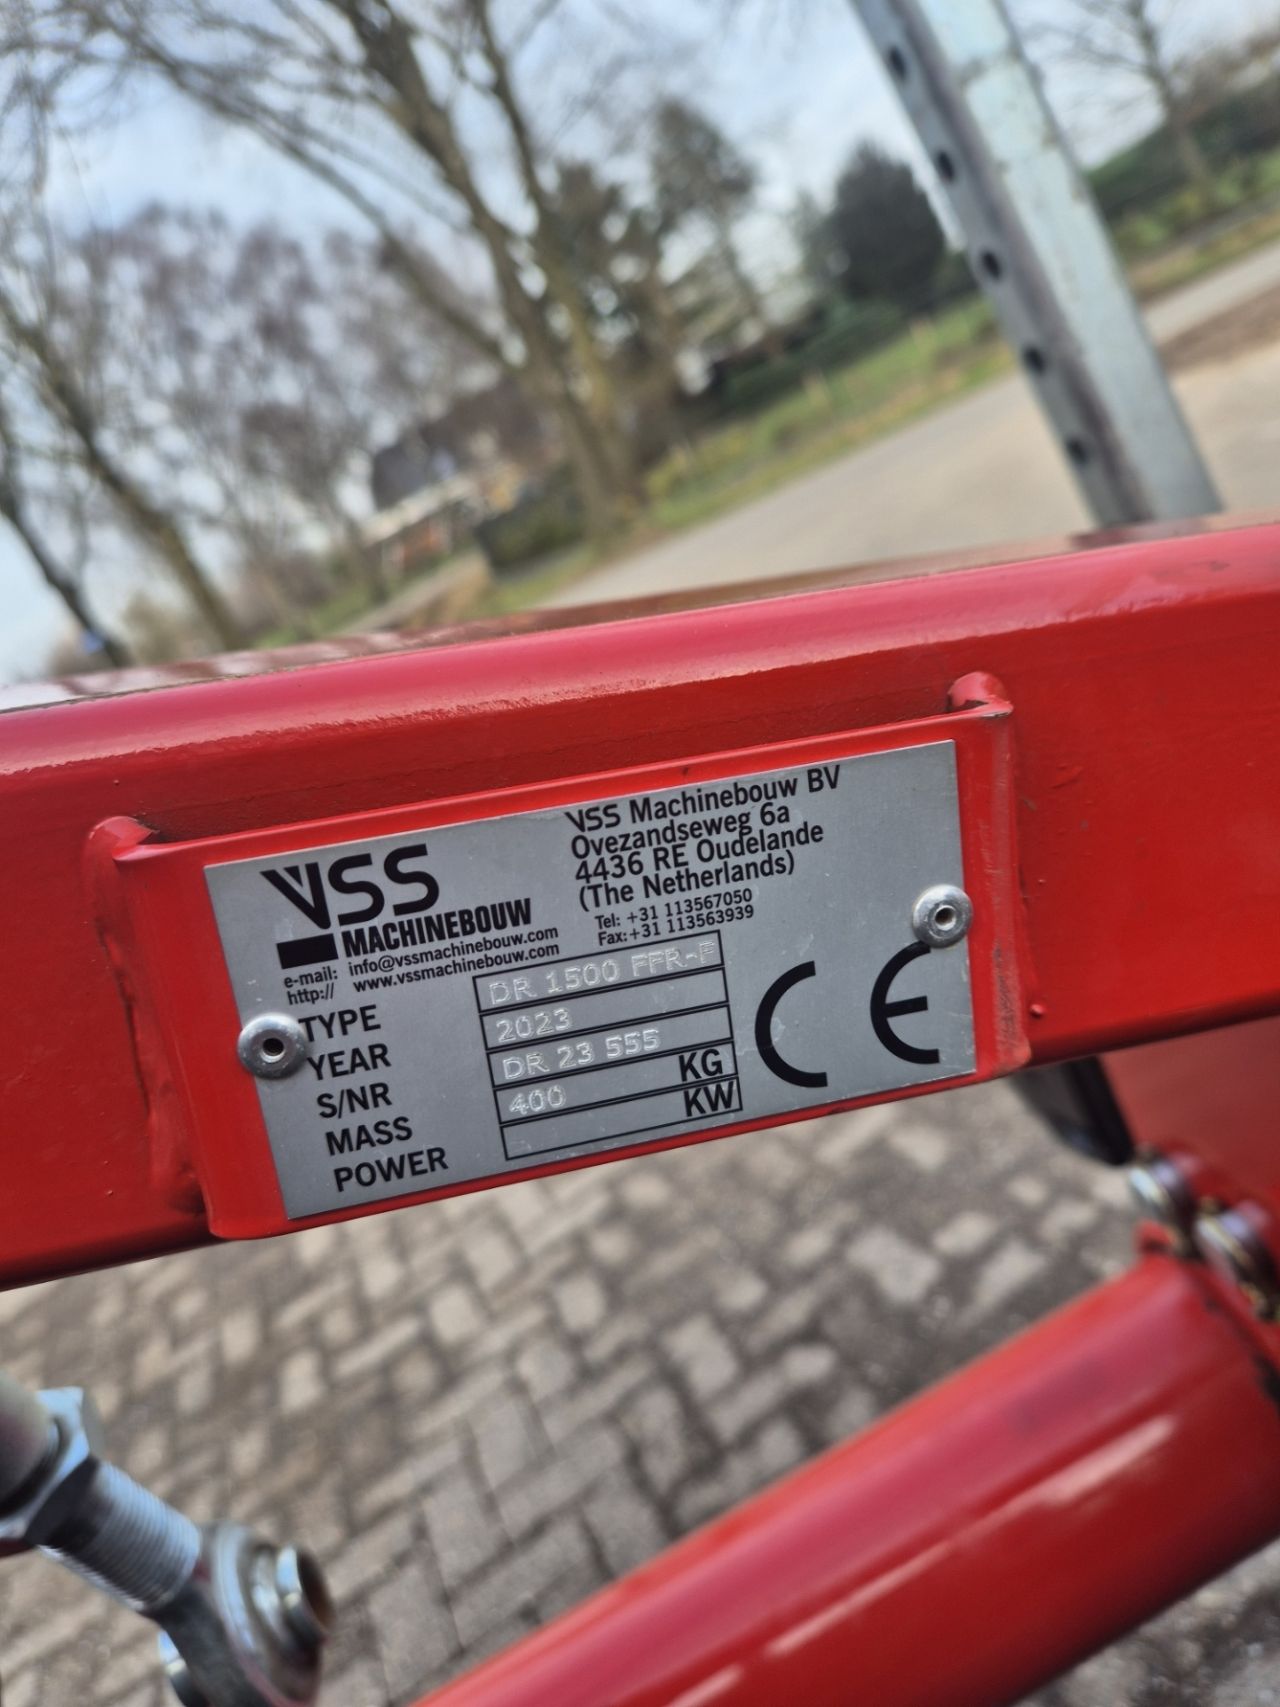 VSS
MACHINEBOUW
e-mail: info@vssmachinebouw.com
http:// www.vssmachinebouw.com
VSS Machinebouw BV
Ovezandseweg 6a
4436 RE Oudelande
(The Netherlands)
Tel: +31 113567050
Fax:+31 113563939
TYPE DR 1500 FFR-F
YEAR 2023
S/NR DR 23 555
MASS 400 KG
POWER KW
CE